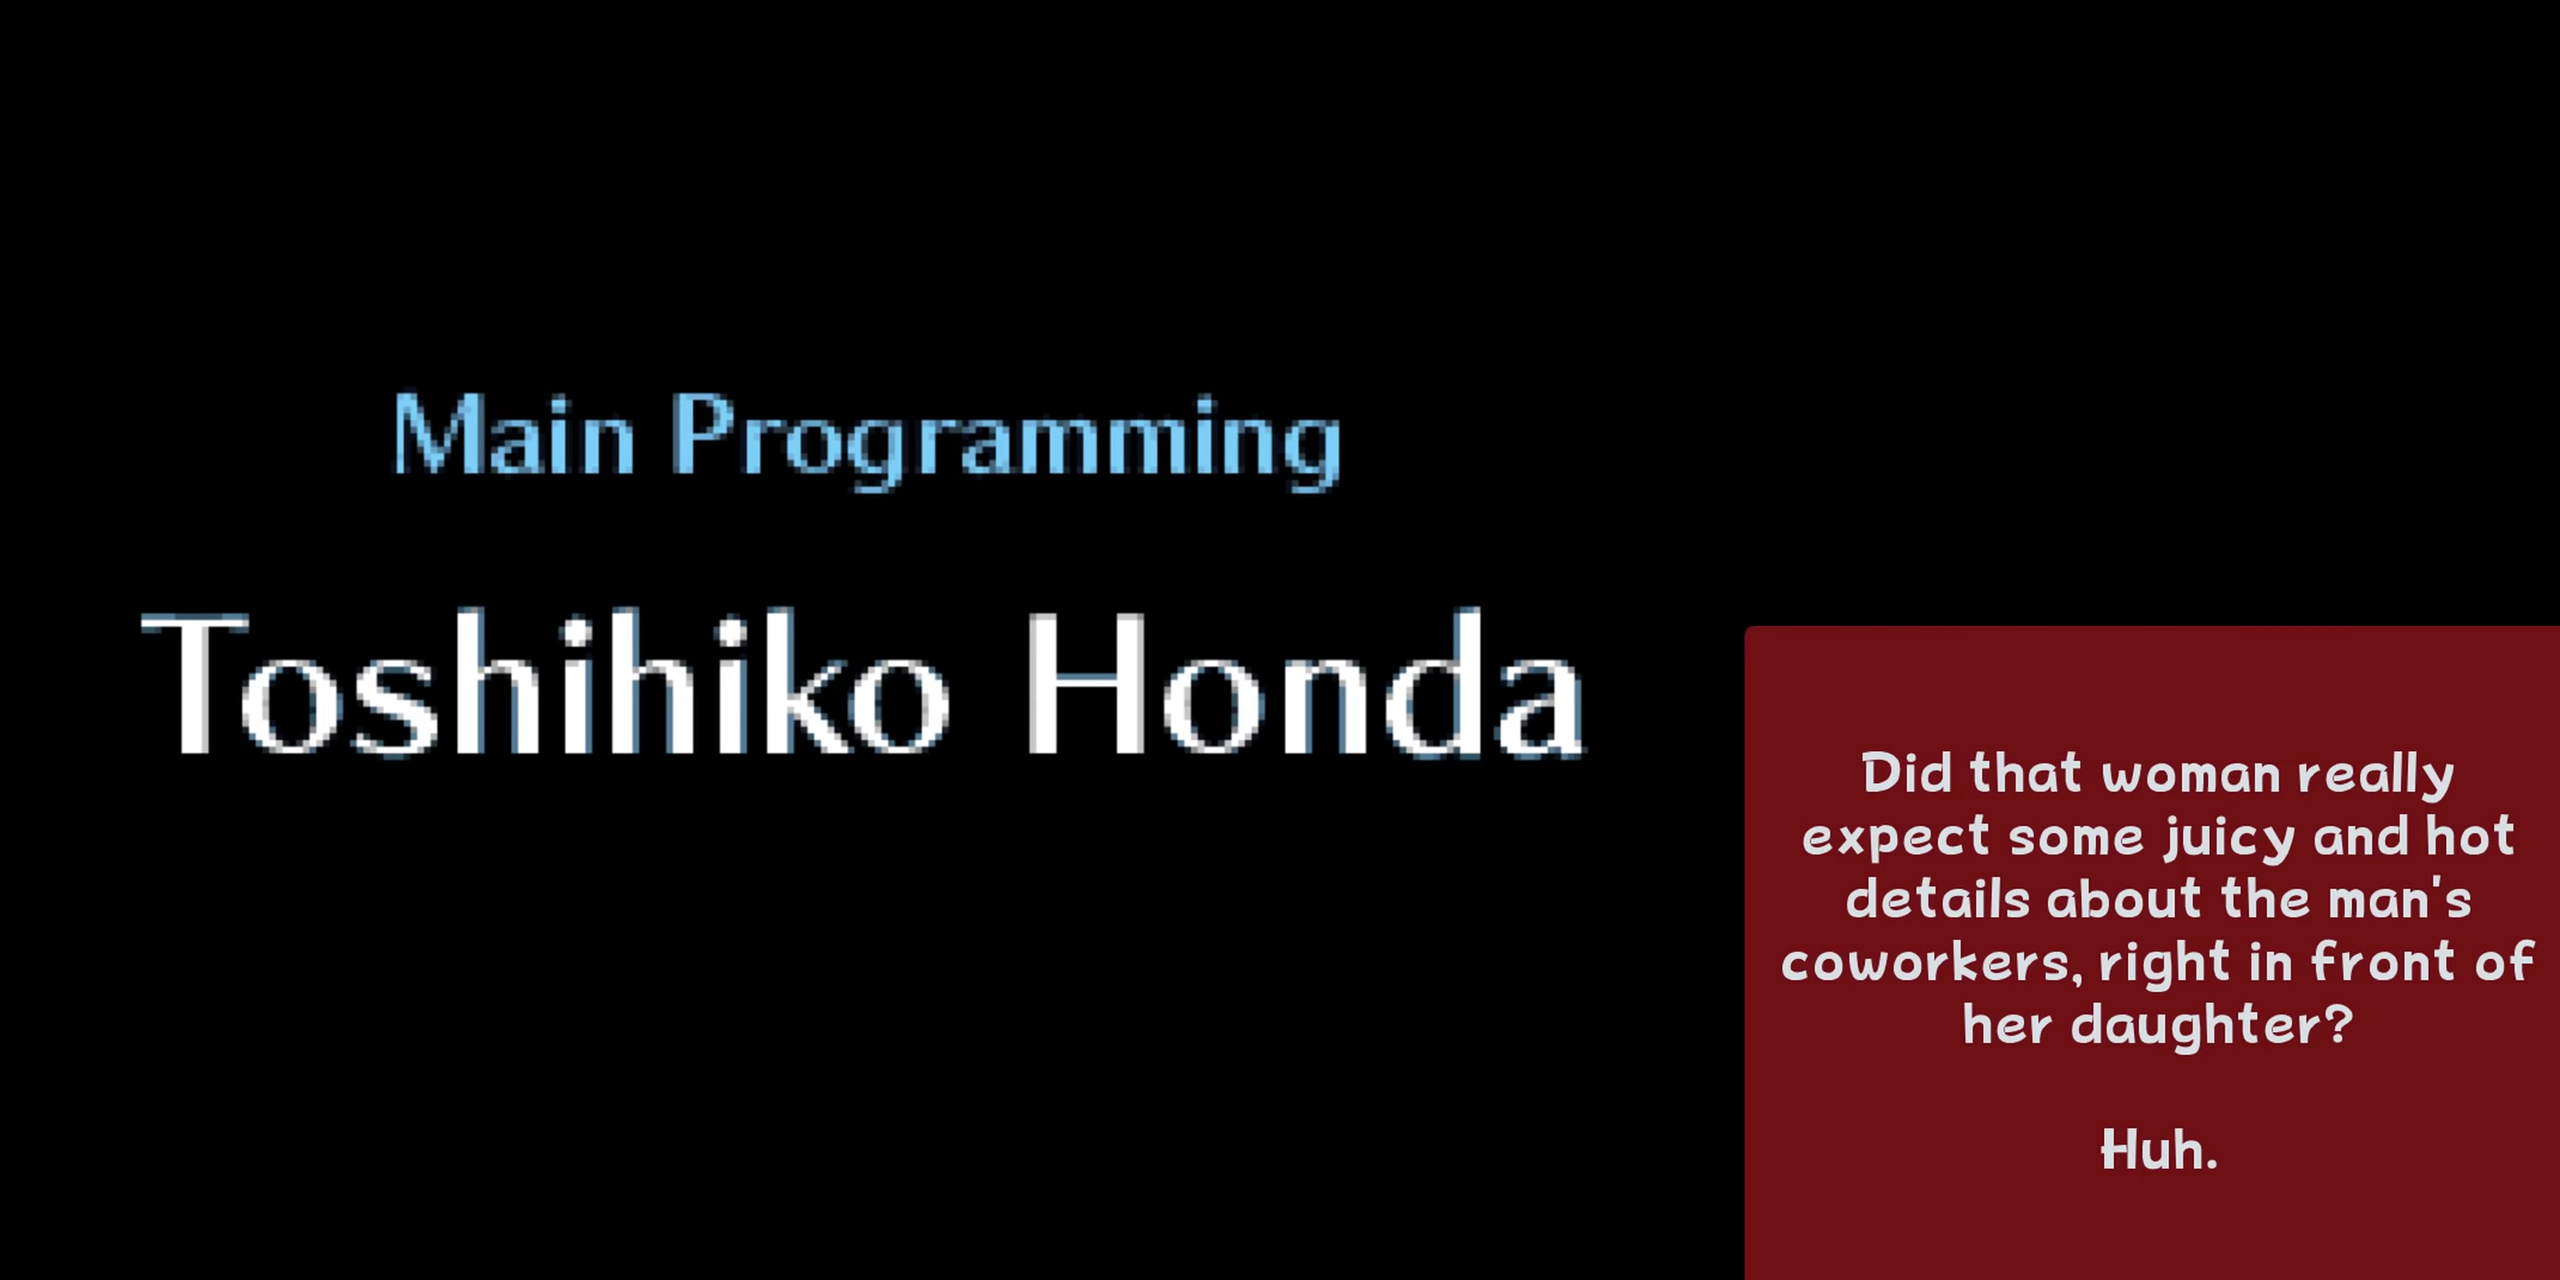 Main Programming
Toshihiko Honda
Did that woman really
expect some juicy and hot
details about the man's
coworkers, right in front of
her daughter?
Huh.